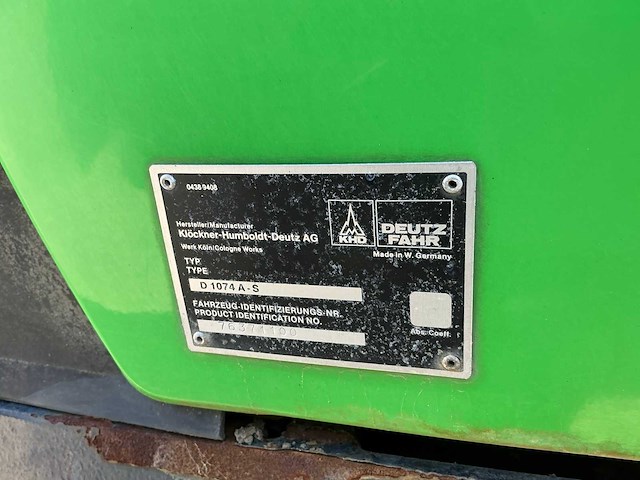 0438 9408
Hersteller/Manufacturer
Klöckner-Humboldt-Deutz AG
Werk Köln/Cologne Works
KHD
DEUTZ
FAHR
Made in W. Germany
TYP
TYPE
D 1074 A-S
FAHRZEUG-IDENTIFIZIERUNGS-NR.
PRODUCT IDENTIFICATION NO.
Abs. Coeff.